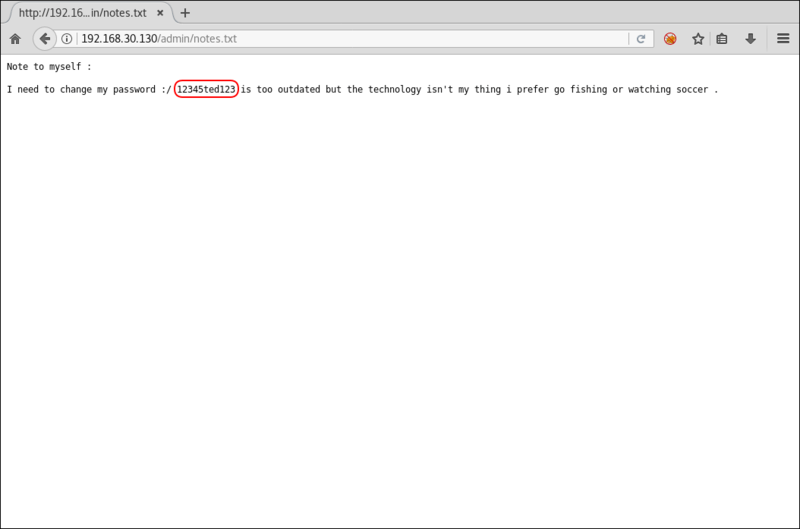 http://192.16...in/notes.txt
192.168.30.130/admin/notes.txt
Note to myself :
I need to change my password :/ 12345ted123 is too outdated but the technology isn't my thing i prefer go fishing or watching soccer .